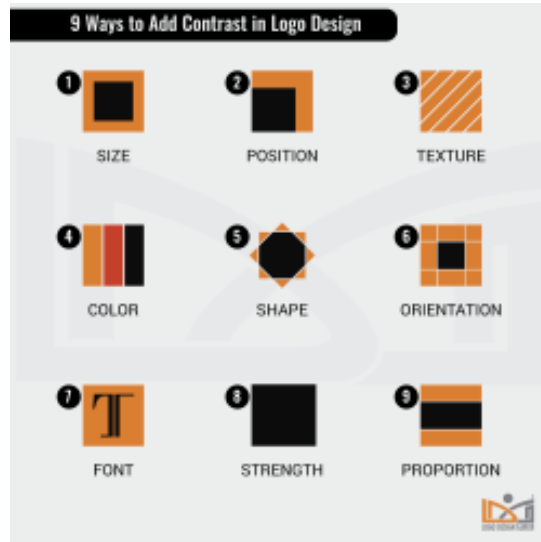 9 Ways to Add Contrast in Logo Design
1
SIZE
2
POSITION
3
TEXTURE
4
COLOR
5
SHAPE
6
ORIENTATION
7
T
FONT
8
STRENGTH
9
PROPORTION